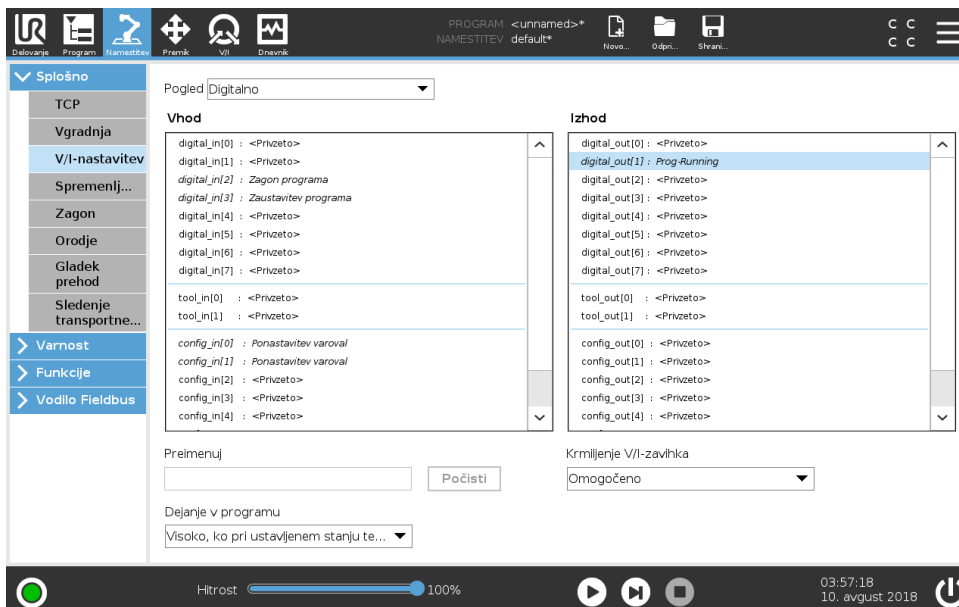 UR
PROGRAM <unnamed>*
NAMESTITEV default*
Delovanje Program Namestitev Premik V/I Dnevnik Novo... Odpri... Shrani...
C C
C C
Splošno
TCP
Vgradnja
V/I-nastavitev
Spremenlj...
Zagon
Orodje
Gladek
prehod
Sledenje
transportne...
Varnost
Funkcije
Vodilo Fieldbus
Pogled Digitalno
Vhod
digital_in[0] : <Privzeto>
digital_in[1] : <Privzeto>
digital_in[2] : Zagon programa
digital_in[3] : Zaustavitev programa
digital_in[4] : <Privzeto>
digital_in[5] : <Privzeto>
digital_in[6] : <Privzeto>
digital_in[7] : <Privzeto>
tool_in[0] : <Privzeto>
tool_in[1] : <Privzeto>
config_in[0] : Ponastavitev varoval
config_in[1] : Ponastavitev varoval
config_in[2] : <Privzeto>
config_in[3] : <Privzeto>
config_in[4] : <Privzeto>
Izhod
digital_out[0] : <Privzeto>
digital_out[1] : Prog-Running
digital_out[2] : <Privzeto>
digital_out[3] : <Privzeto>
digital_out[4] : <Privzeto>
digital_out[5] : <Privzeto>
digital_out[6] : <Privzeto>
digital_out[7] : <Privzeto>
tool_out[0] : <Privzeto>
tool_out[1] : <Privzeto>
config_out[0] : <Privzeto>
config_out[1] : <Privzeto>
config_out[2] : <Privzeto>
config_out[3] : <Privzeto>
config_out[4] : <Privzeto>
Preimenuj
Počisti
Krmiljenje V/I-zavihka
Omogočeno
Dejanje v programu
Visoko, ko pri ustavljenem stanju te...
Hitrost 100%
03:57:18
10. avgust 2018